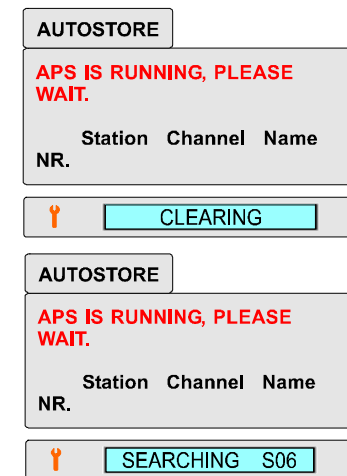 AUTOSTORE
APS IS RUNNING, PLEASE
WAIT.
Station Channel Name
NR.
CLEARING
AUTOSTORE
APS IS RUNNING, PLEASE
WAIT.
Station Channel Name
NR.
SEARCHING S06